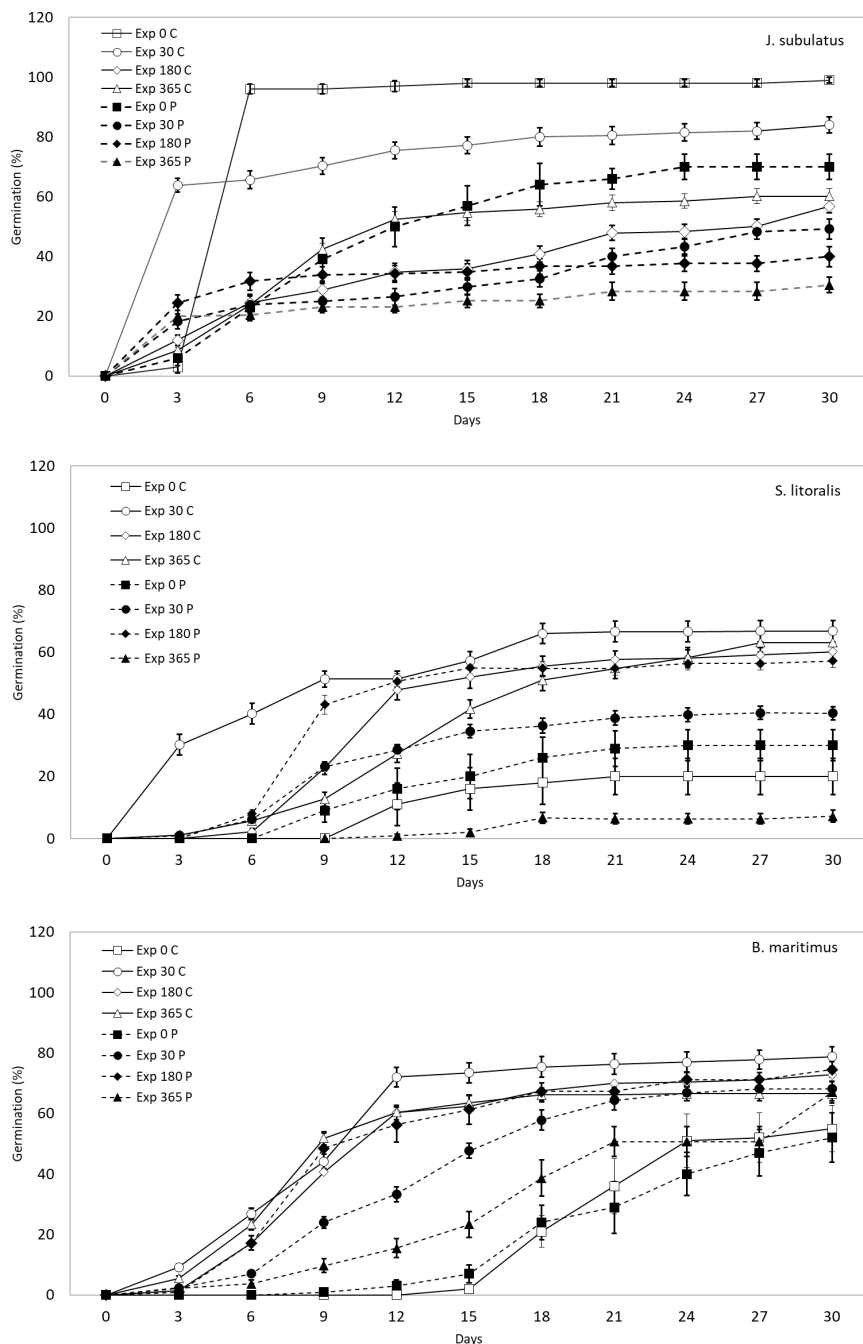 J. subulatus
Exp 0 C
Exp 30 C
Exp 180 C
Exp 365 C
Exp 0 P
Exp 30 P
Exp 180 P
Exp 365 P
Germination (%)
120
100
80
60
40
20
0
0 3 6 9 12 15 18 21 24 27 30
Days
S. litoralis
Exp 0 C
Exp 30 C
Exp 180 C
Exp 365 C
Exp 0 P
Exp 30 P
Exp 180 P
Exp 365 P
Germination (%)
120
100
80
60
40
20
0
0 3 6 9 12 15 18 21 24 27 30
Days
B. maritimus
Exp 0 C
Exp 30 C
Exp 180 C
Exp 365 C
Exp 0 P
Exp 30 P
Exp 180 P
Exp 365 P
Germination (%)
120
100
80
60
40
20
0
0 3 6 9 12 15 18 21 24 27 30
Days